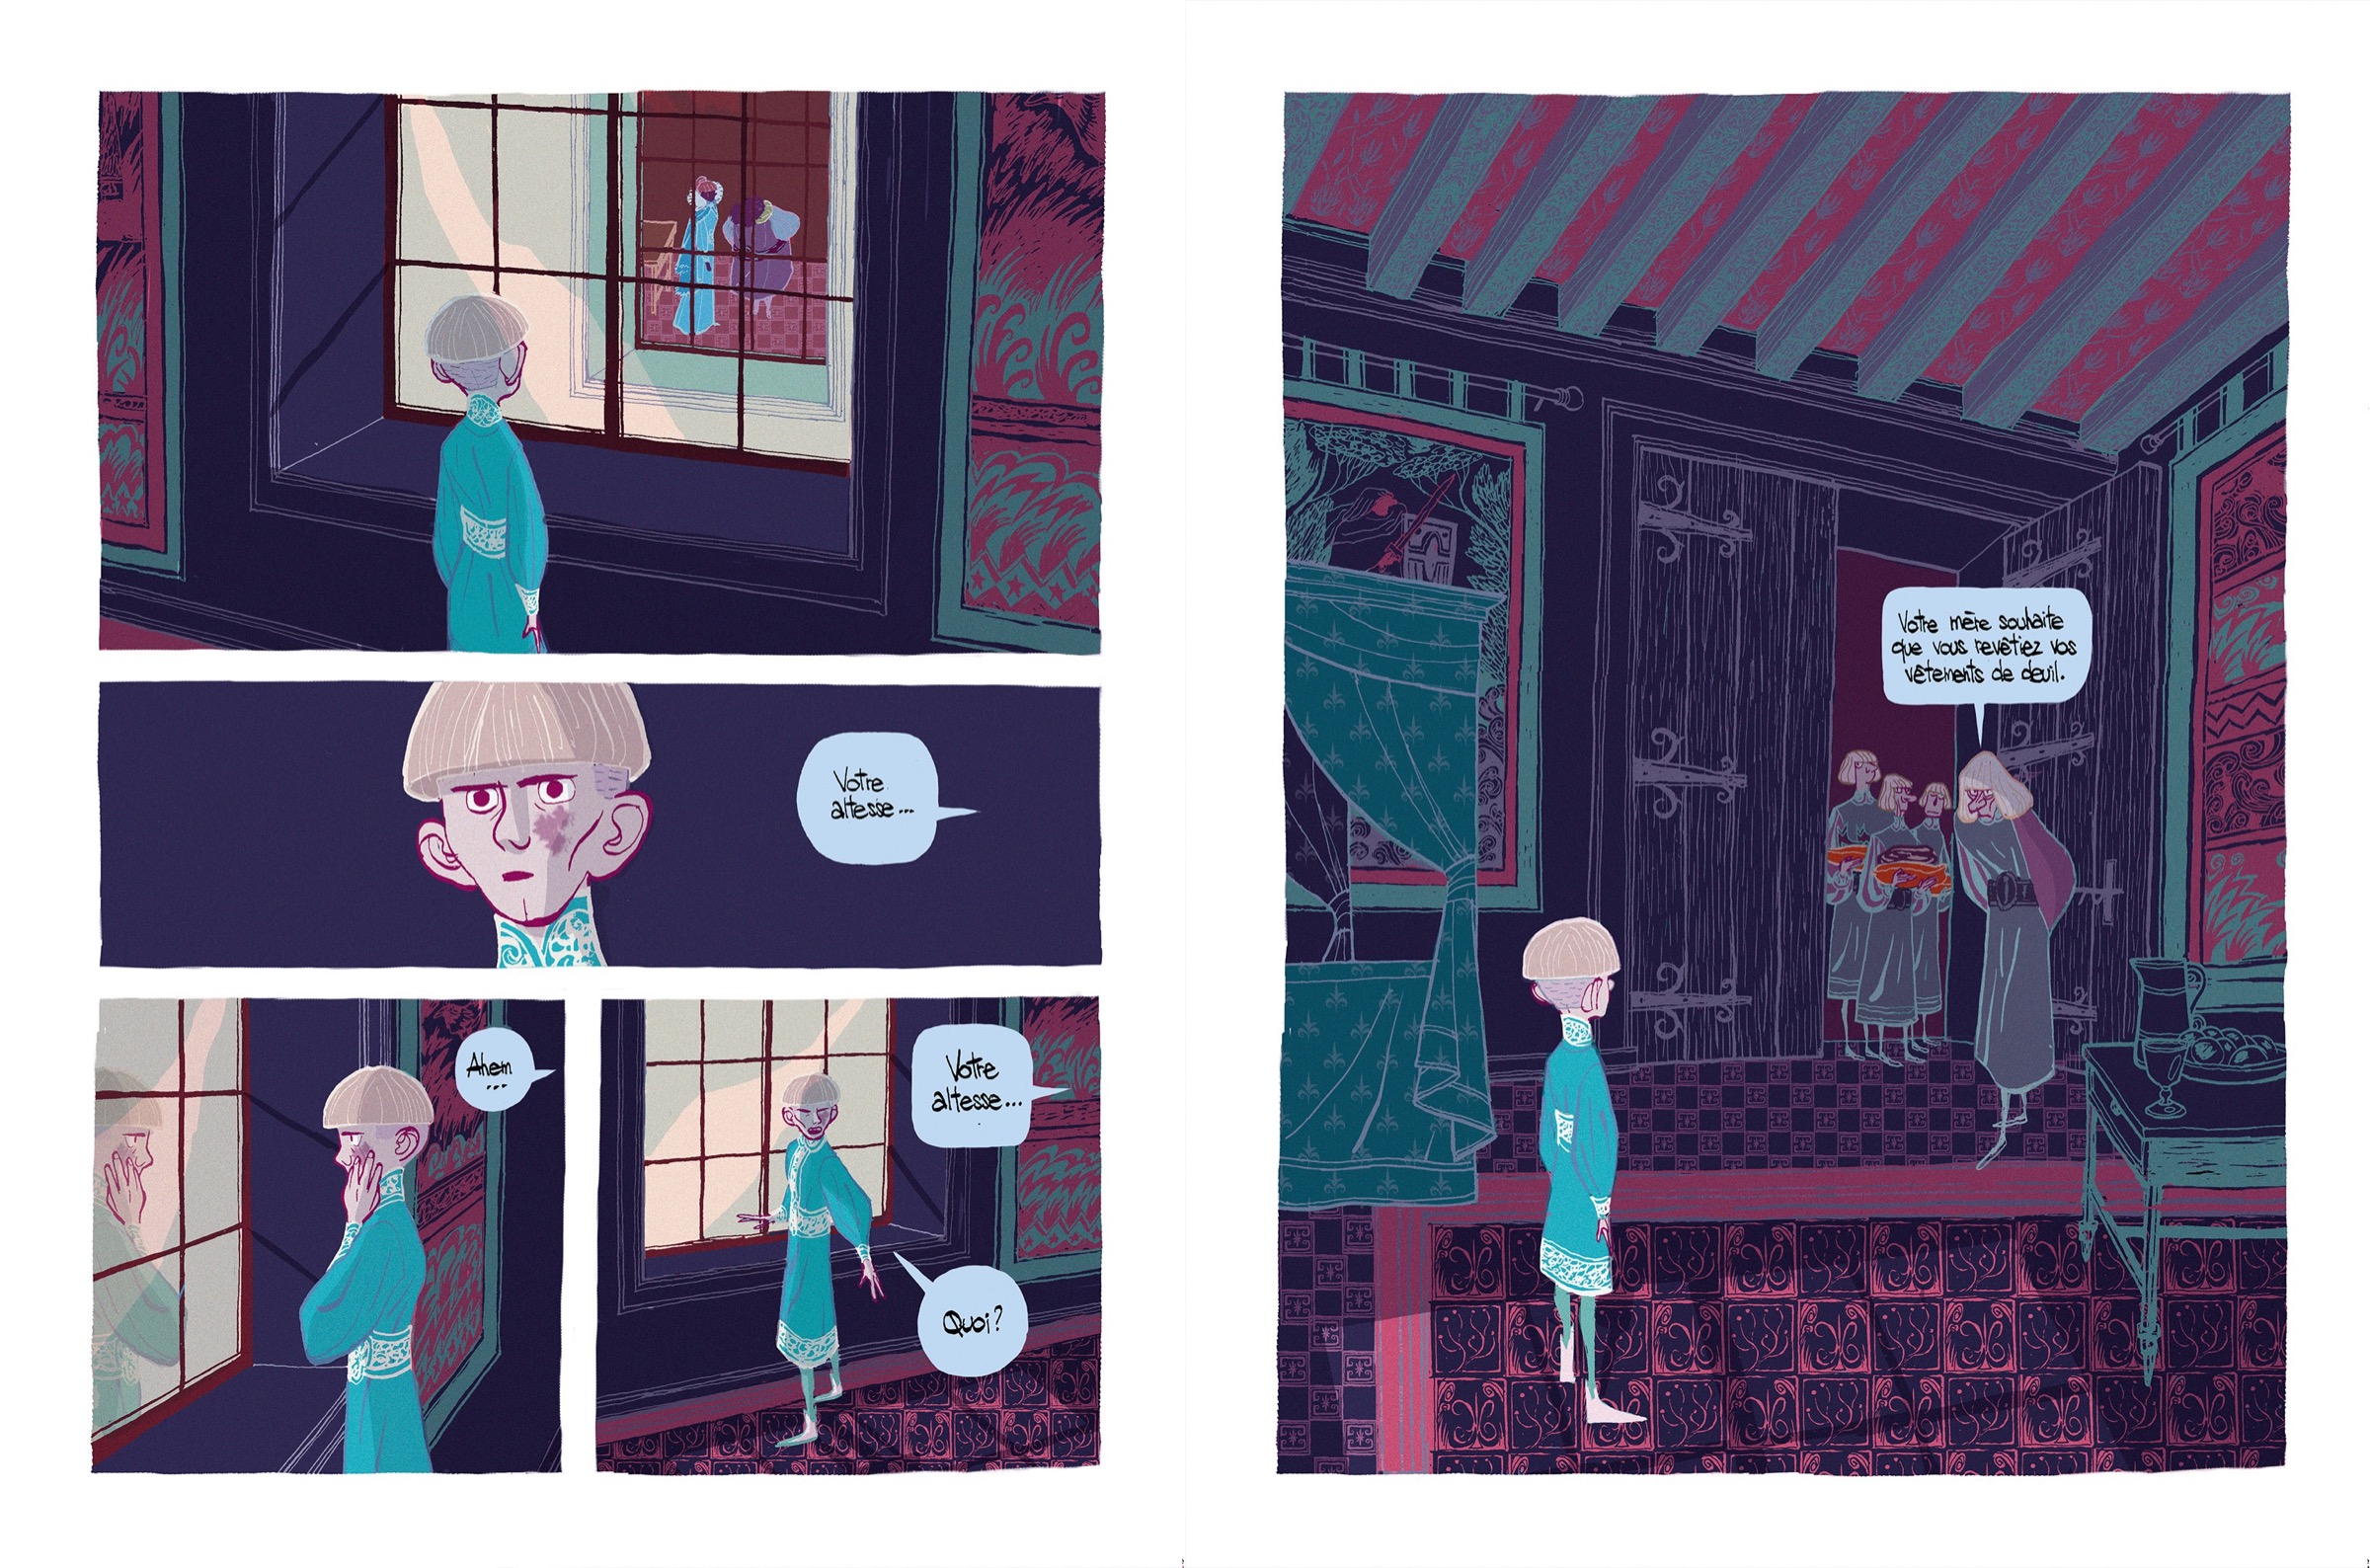 Votre
altesse...
Ahem
...
Votre
altesse...
Quoi?
Votre mère souhaite
que vous revêtiez vos
vêtements de deuil.